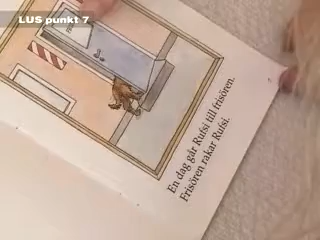 LUS punkt 7
En dag går Rufsi till frisören.
Frisören rakar Rufsi.